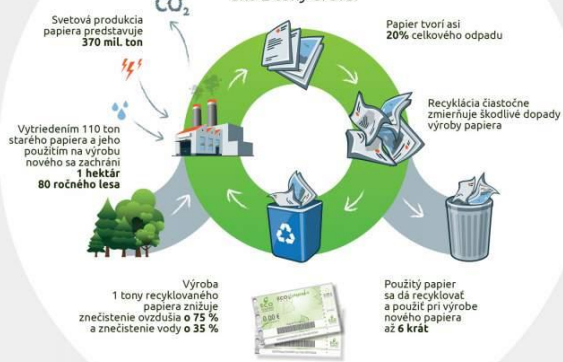 CO₂
Svetová produkcia
papiera predstavuje
370 mil. ton
Papier tvorí asi
20% celkového odpadu
Recyklácia čiastočne
zmierňuje škodlivé dopady
výroby papiera
Vytriedením 110 ton
starého papiera a jeho
použitím na výrobu
nového sa zachráni
1 hektár
80 ročného lesa
Výroba
1 tony recyklovaného
papiera znižuje
znečistenie ovzdušia o 75 %
a znečistenie vody o 35 %
0.00 €
Použitý papier
sa dá recyklovať
a použiť pri výrobe
nového papiera
až 6 krát